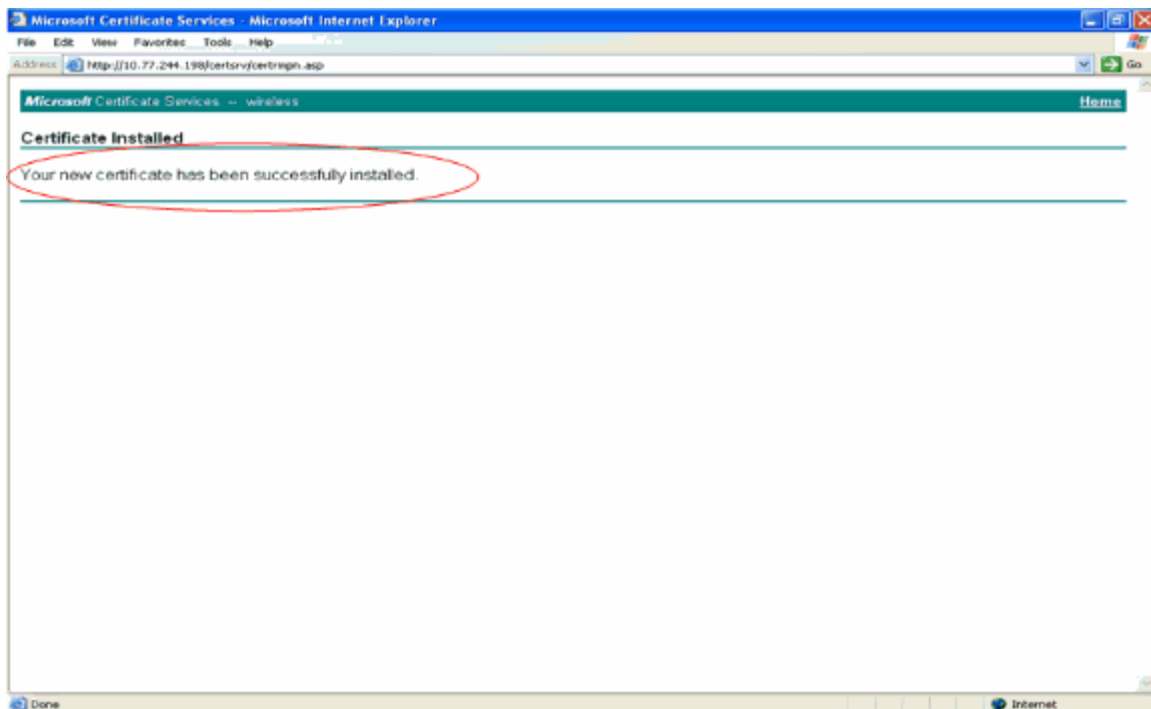 Microsoft Certificate Services - Microsoft Internet Explorer
File Edit View Favorites Tools Help
Address http://10.77.244.198/certsrv/certrmpn.asp Go
Microsoft Certificate Services -- wireless Home
Certificate Installed
Your new certificate has been successfully installed.
Done Internet